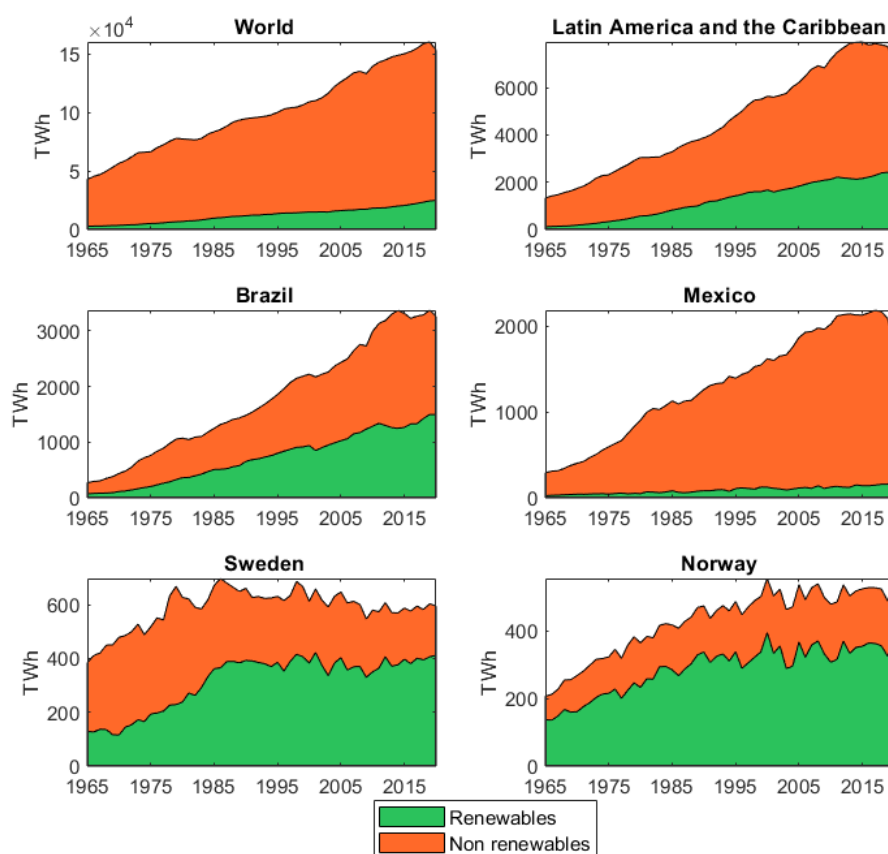 ×10⁴
World
TWh
15
10
5
0
1965 1975 1985 1995 2005 2015
Latin America and the Caribbean
TWh
6000
4000
2000
0
1965 1975 1985 1995 2005 2015
Brazil
TWh
3000
2000
1000
0
1965 1975 1985 1995 2005 2015
Mexico
TWh
2000
1000
0
1965 1975 1985 1995 2005 2015
Sweden
TWh
600
400
200
0
1965 1975 1985 1995 2005 2015
Norway
TWh
400
200
0
1965 1975 1985 1995 2005 2015
Renewables
Non renewables